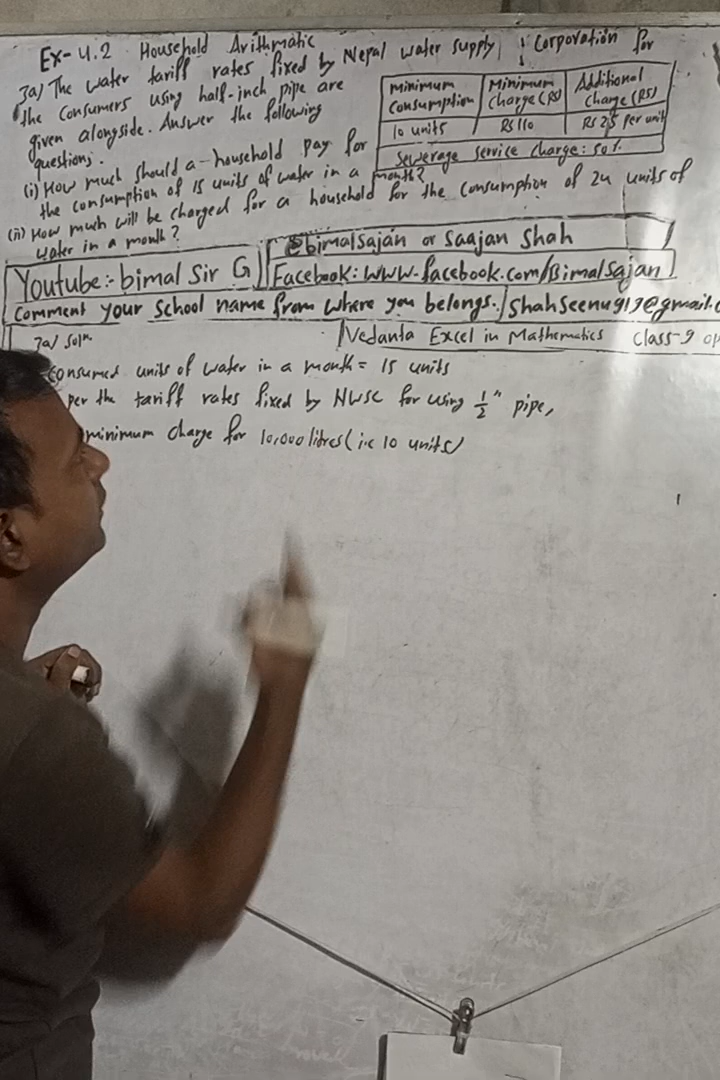 Ex- 4.2 Household Arithmatic
3a) The water tariff rates fixed by Nepal water supply Corporation for
the consumers using half-inch pipe are
given alongside. Answer the following
questions.
minimum consumption | Minimum charge (RS) | Additional charge (RS)
10 units | RS 110 | RS 25 per unit
Sewerage service charge: 50%
(i) How much should a household pay for
the consumption of 15 units of water in a month?
(ii) How much will be charged for a household for the consumption of 24 units of
water in a month?
Youtube:- bimal Sir G
@bimalsajan or Saajan Shah
Facebook: www.facebook.com/Bimalsajan
Comment your School name from where you belongs.
3a) Solⁿ
Vedanta Excel in Mathematics Class-9
consumed units of water in a month = 15 units
per the tariff rates fixed by NWSC for using 1/2" pipe,
minimum charge for 10,000 litres (i.e 10 units)